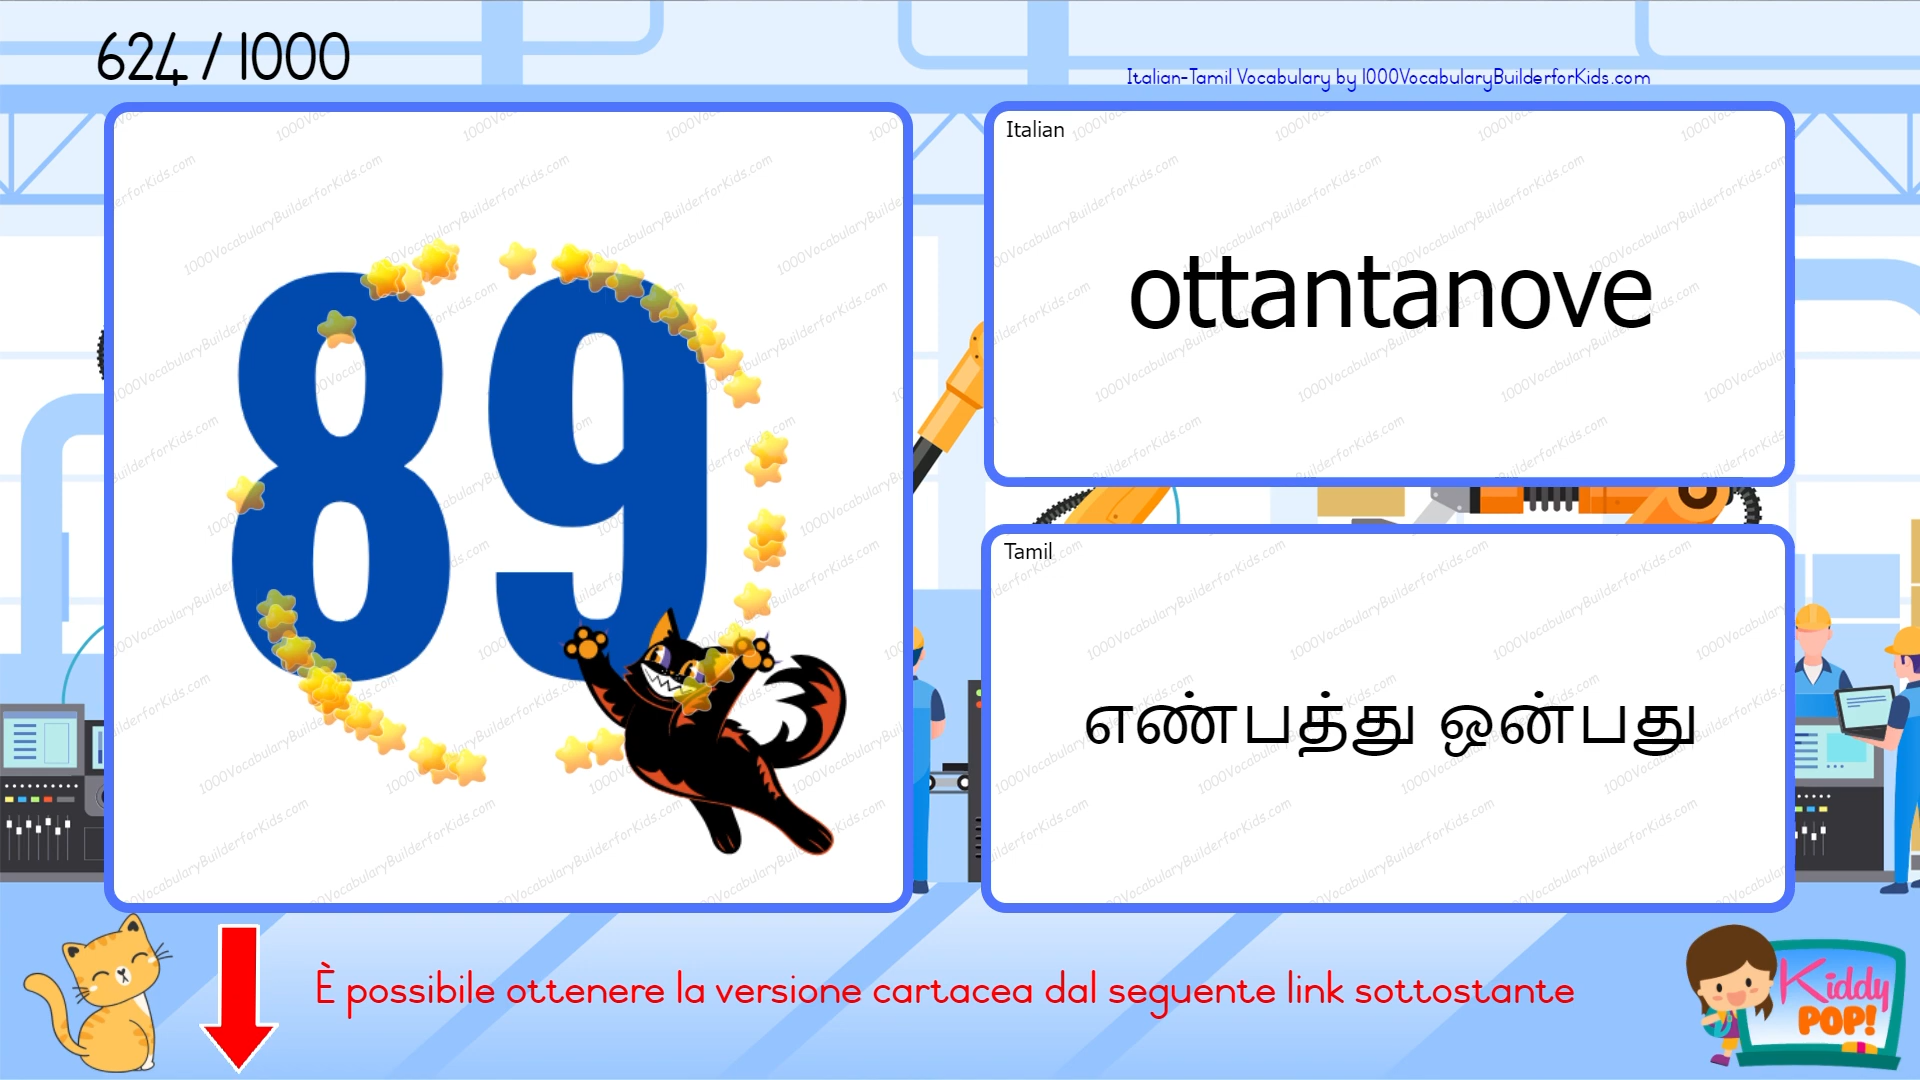 624 / 1000
Italian-Tamil Vocabulary by 1000VocabularyBuilderforKids.com
89
Italian
ottantanove
Tamil
எண்பத்து ஒன்பது
È possibile ottenere la versione cartacea dal seguente link sottostante
Kiddy
POP!